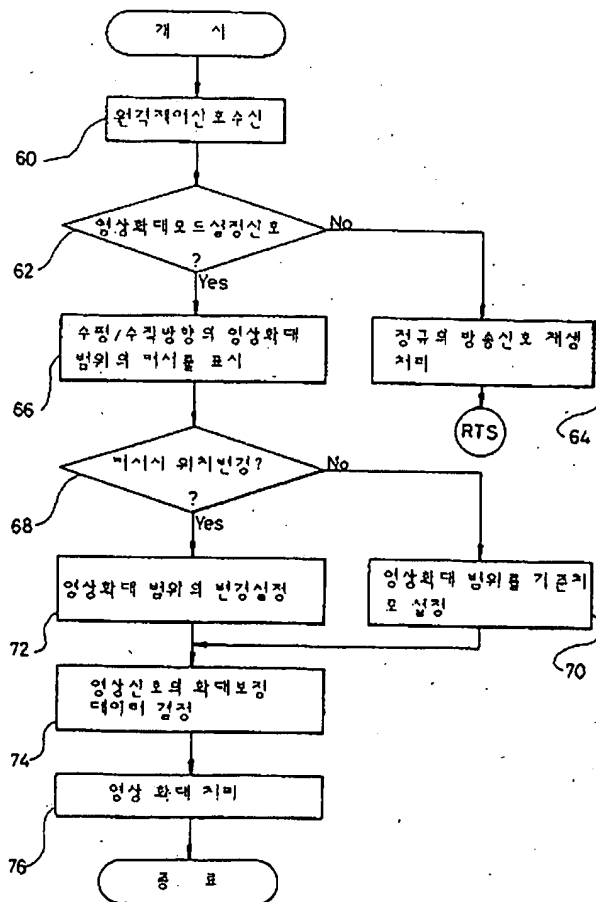 개 시
원격제어신호수신
60
영상확대모드설정신호
?
No
62
Yes
수평/수직방향의 영상확대
범위의 커서를 표시
66
정규의 방송신호 재생
처리
64
RTS
커서시 위치변경?
?
No
68
Yes
영상확대 범위의 변경설정
72
영상확대 범위를 기준치
로 설정
70
영상신호의 확대보정
데이터 결정
74
영상 확대 처리
76
종 료